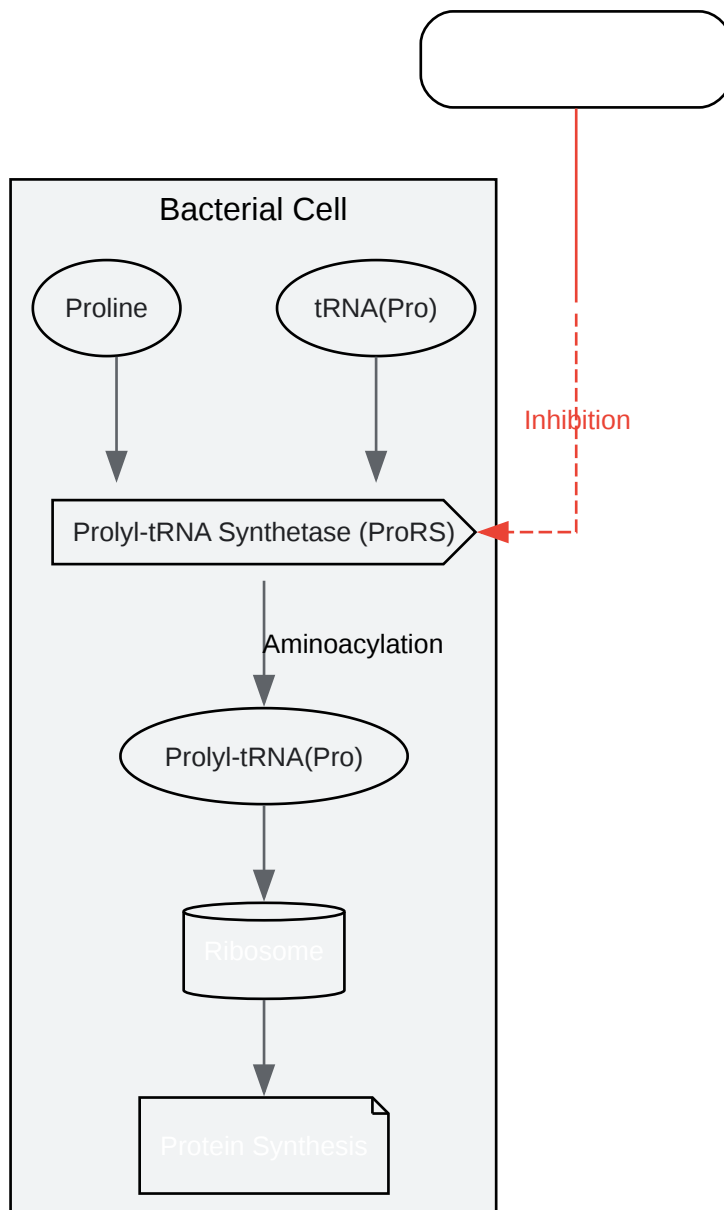 Bacterial Cell
Proline
tRNA(Pro)
Inhibition
Prolyl-tRNA Synthetase (ProRS)
Aminoacylation
Prolyl-tRNA(Pro)
Ribosome
Protein Synthesis